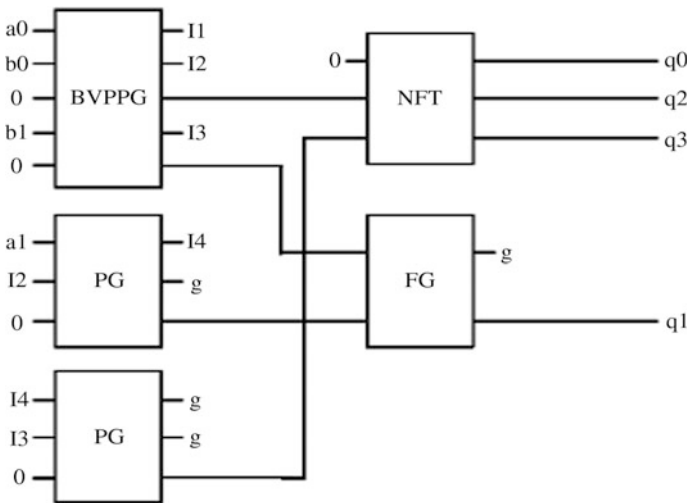 a0 I1
b0 I2 0 q0
0 BVPPG NFT q2
b1 I3 q3
0
a1 I4 g
I2 PG g FG
0 q1
I4 g
I3 PG g
0